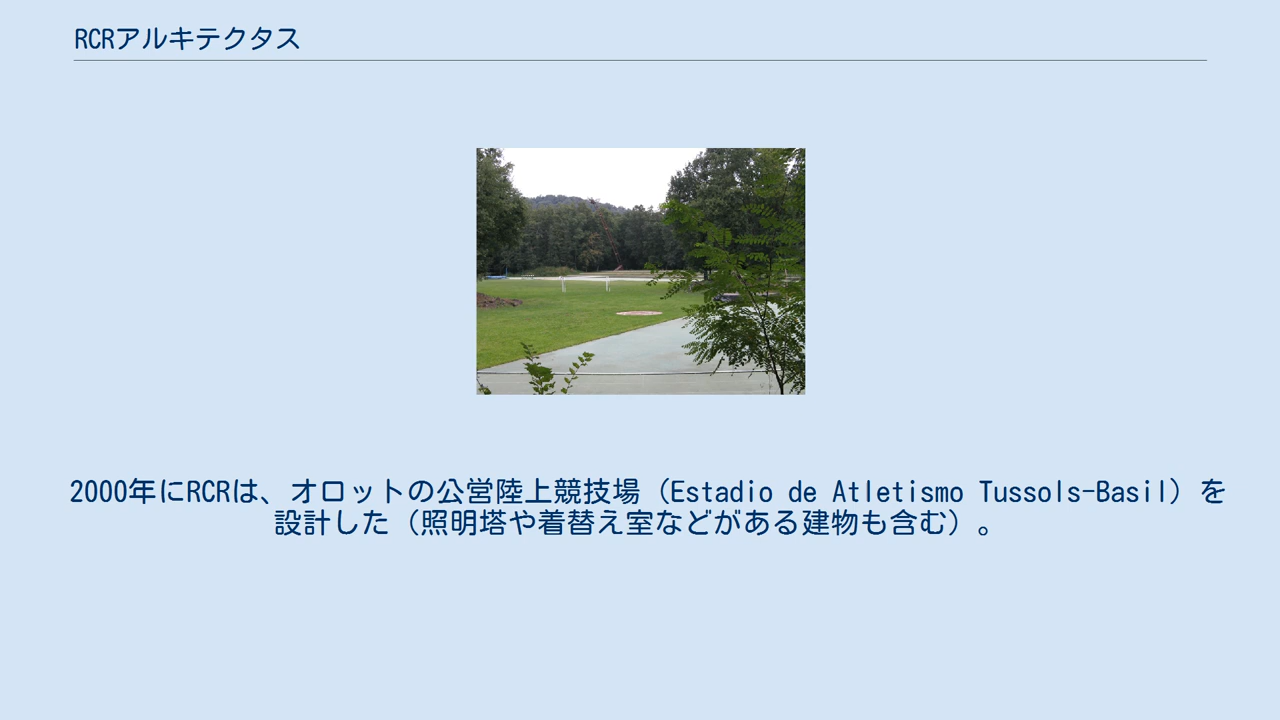 RCRアルキテクタス
2000年にRCRは、オロットの公営陸上競技場（Estadio de Atletismo Tussols-Basil）を
設計した（照明塔や着替え室などがある建物も含む）。